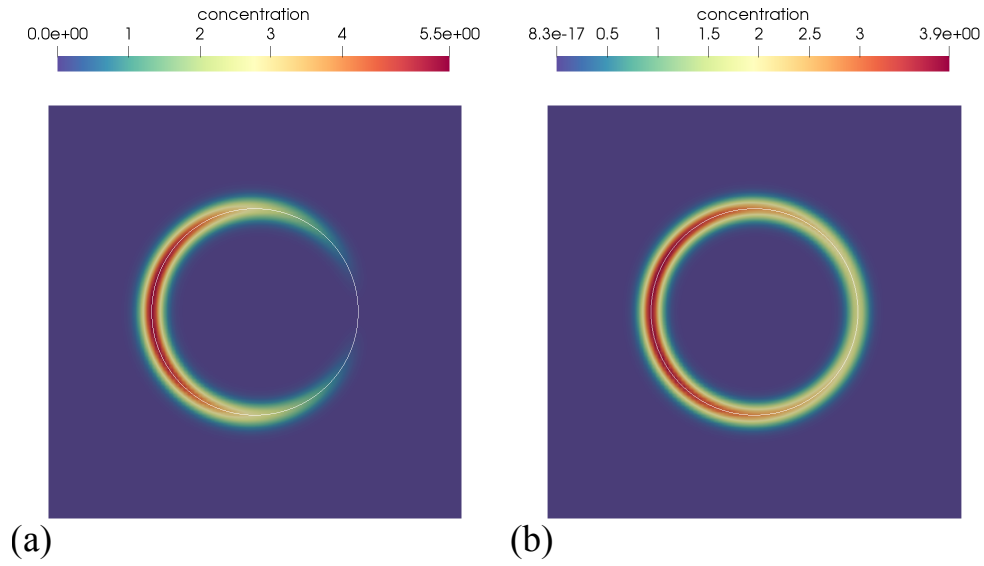 concentration
0.0e+00 1 2 3 4 5.5e+00
concentration
8.3e-17 0.5 1 1.5 2 2.5 3 3.9e+00
(a)
(b)